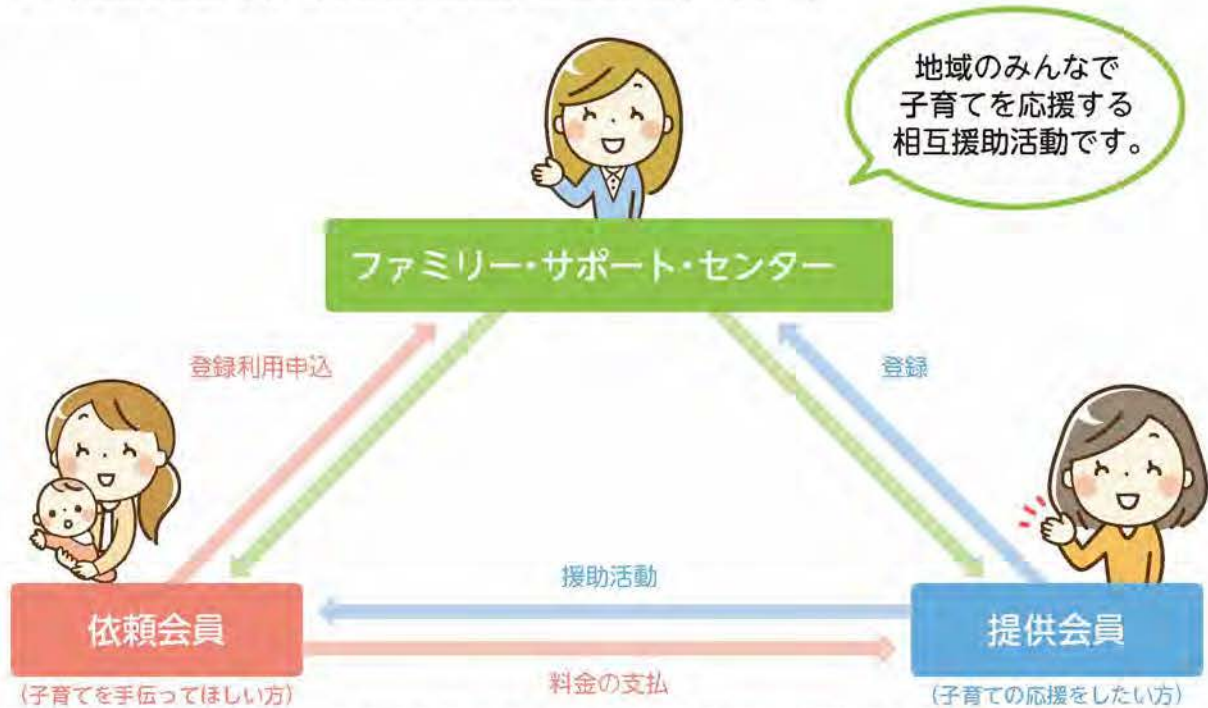 地域のみんなで
子育てを応援する
相互援助活動です。
ファミリー・サポート・センター
登録利用申込
登録
援助活動
依頼会員
提供会員
料金の支払
(子育てを手伝ってほしい方)
(子育ての応援をしたい方)